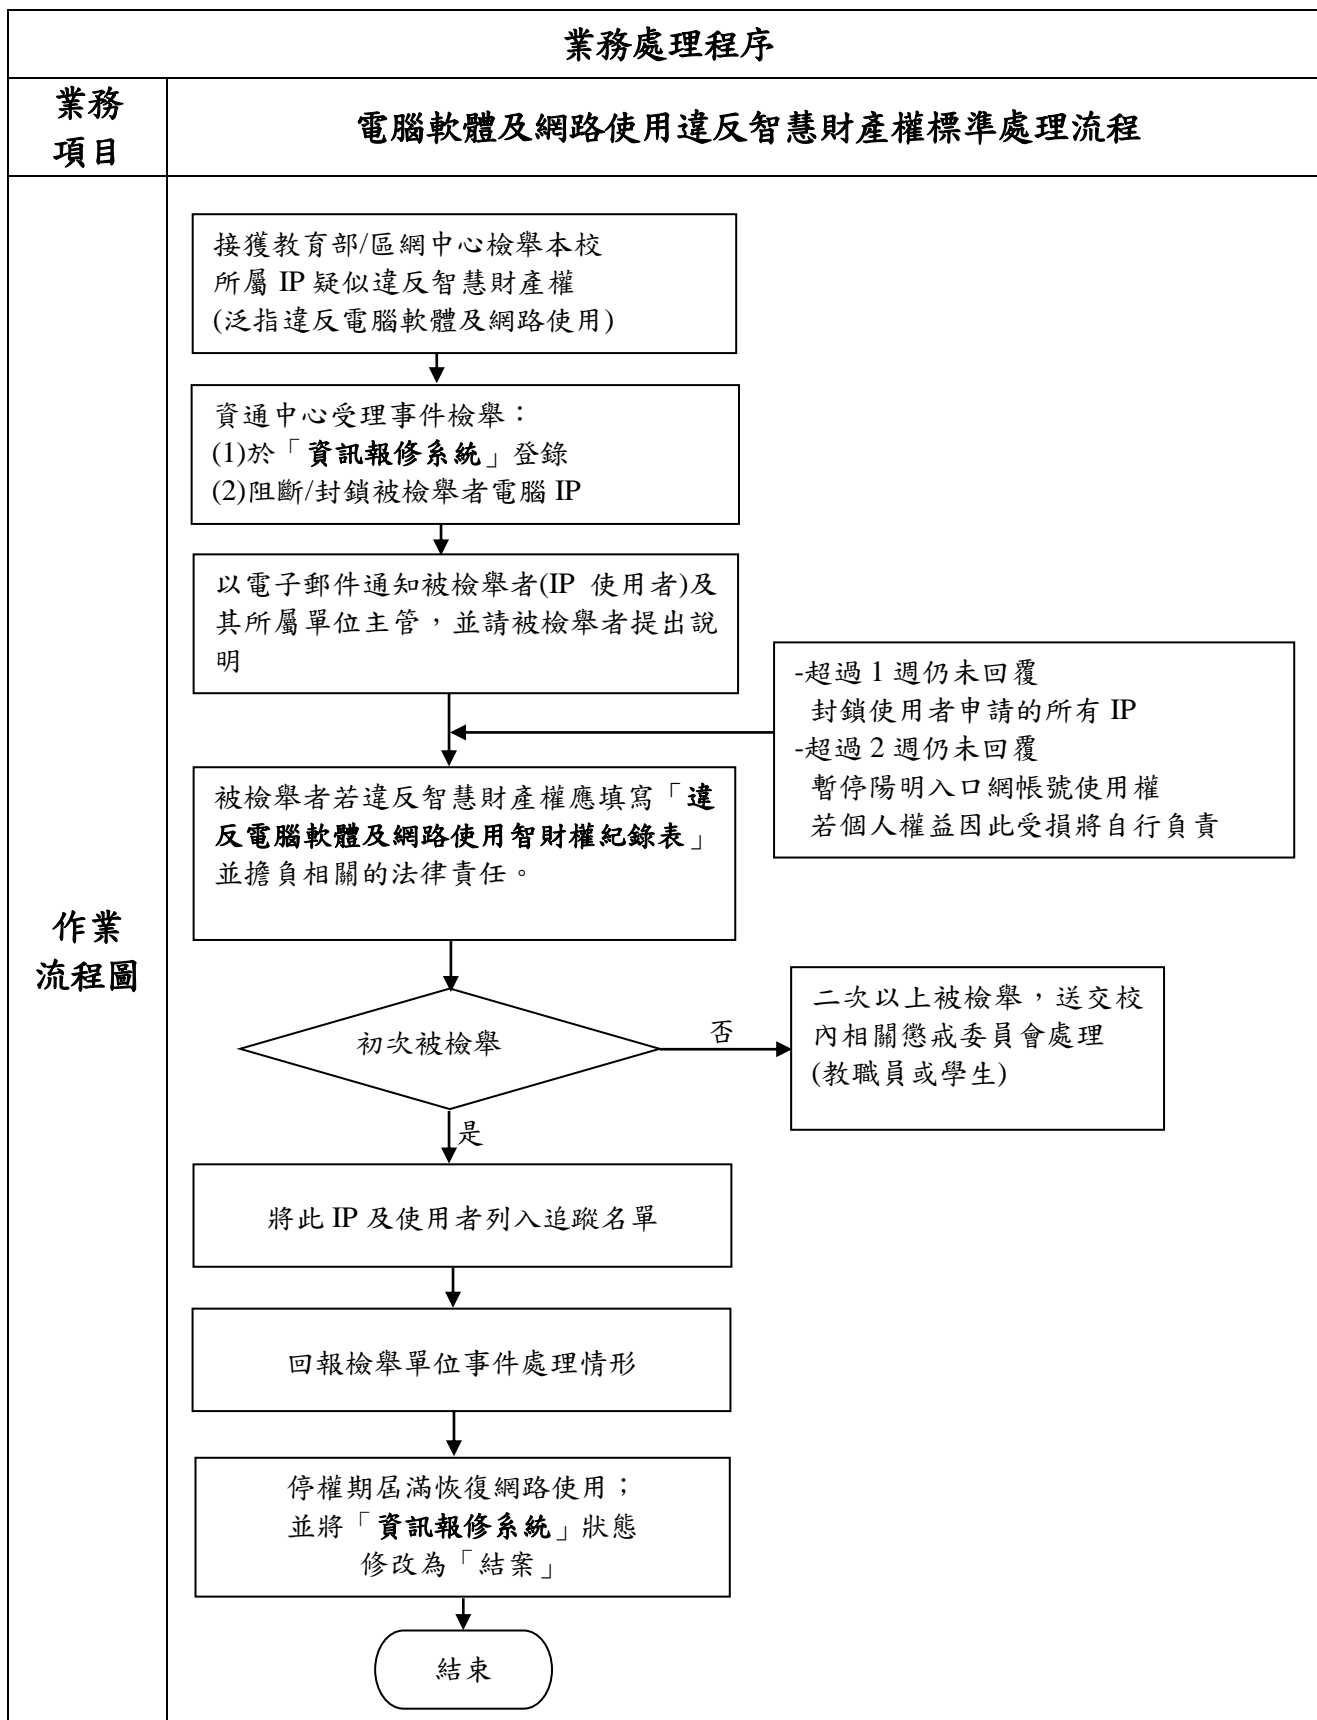 業務處理程序
業務
項目
電腦軟體及網路使用違反智慧財產權標準處理流程
作業
流程圖
接獲教育部/區網中心檢舉本校
所屬 IP 疑似違反智慧財產權
(泛指違反電腦軟體及網路使用)
資通中心受理事件檢舉：
(1)於「資訊報修系統」登錄
(2)阻斷/封鎖被檢舉者電腦 IP
以電子郵件通知被檢舉者(IP 使用者)及
其所屬單位主管，並請被檢舉者提出說
明
-超過 1 週仍未回覆
封鎖使用者申請的所有 IP
-超過 2 週仍未回覆
暫停陽明入口網帳號使用權
若個人權益因此受損將自行負責
被檢舉者若違反智慧財產權應填寫「違
反電腦軟體及網路使用智財權紀錄表」
並擔負相關的法律責任。
初次被檢舉
否
二次以上被檢舉，送交校
內相關懲戒委員會處理
(教職員或學生)
是
將此 IP 及使用者列入追蹤名單
回報檢舉單位事件處理情形
停權期屆滿恢復網路使用；
並將「資訊報修系統」狀態
修改為「結案」
結束